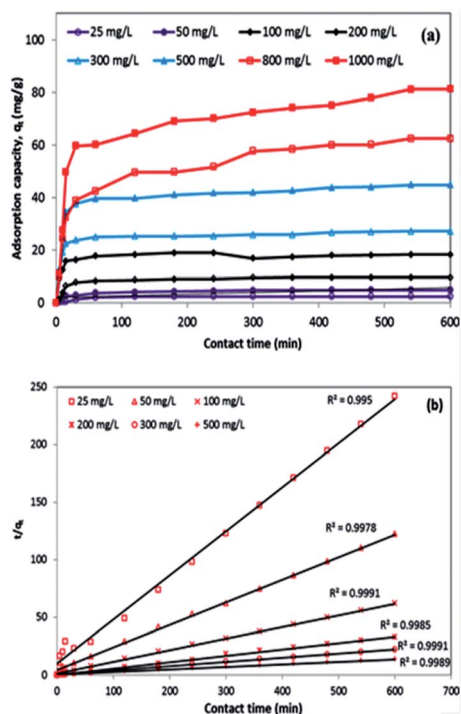 25 mg/L 50 mg/L 100 mg/L 200 mg/L
300 mg/L 500 mg/L 800 mg/L 1000 mg/L
(a)
Adsorption capacity, qt (mg/g)
100
80
60
40
20
0
0 100 200 300 400 500 600
Contact time (min)
(b)
25 mg/L 50 mg/L 100 mg/L
200 mg/L 300 mg/L 500 mg/L
t/qt
250
200
150
100
50
0
R² = 0.995
R² = 0.9978
R² = 0.9991
R² = 0.9985
R² = 0.9991
R² = 0.9989
0 100 200 300 400 500 600 700
Contact time (min)